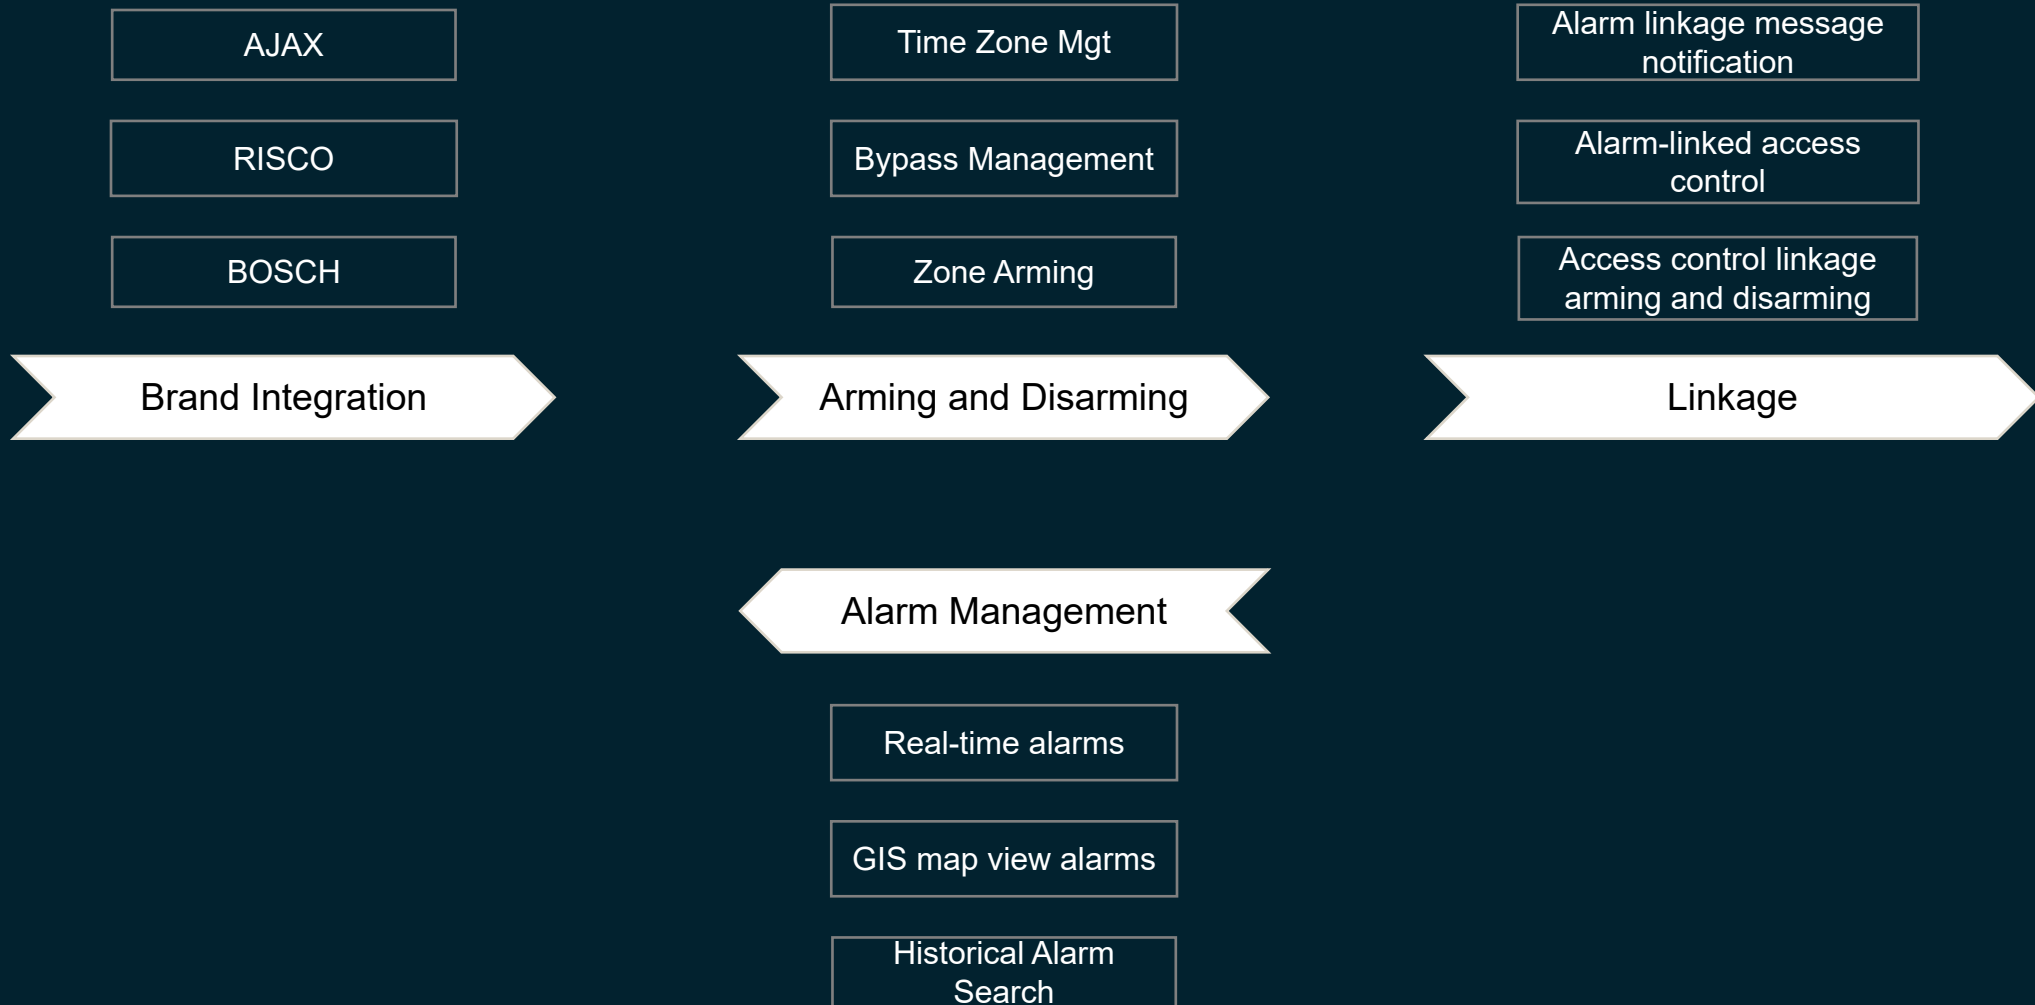 AJAX
RISCO
BOSCH
Brand Integration
Time Zone Mgt
Bypass Management
Zone Arming
Arming and Disarming
Alarm linkage message
notification
Alarm-linked access
control
Access control linkage
arming and disarming
Linkage
Alarm Management
Real-time alarms
GIS map view alarms
Historical Alarm
Search